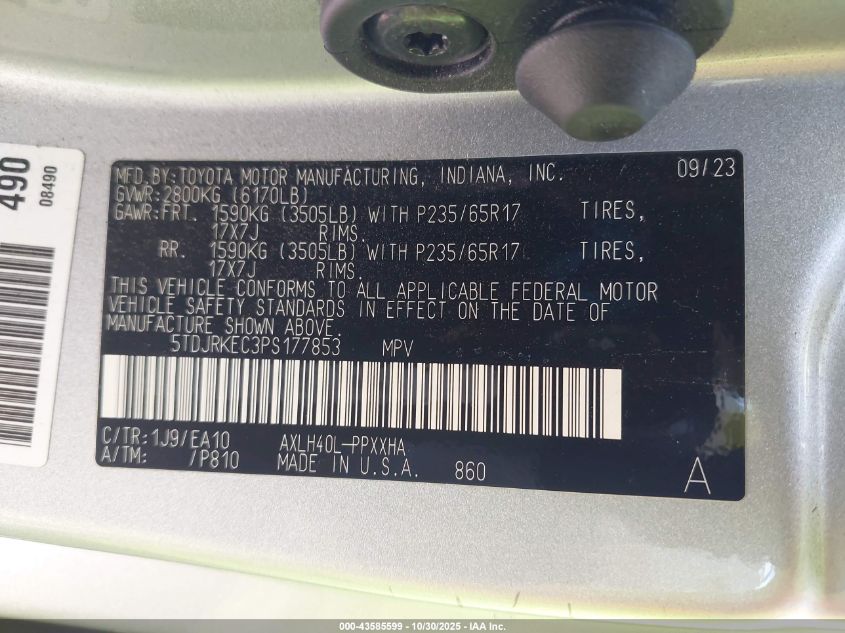 490
08490
MFD.BY:TOYOTA MOTOR MANUFACTURING, INDIANA, INC. 09/23
GVWR:2800KG (6170LB)
GAWR:FRT. 1590KG (3505LB) WITH P235/65R17 TIRES,
17X7J RIMS.
RR. 1590KG (3505LB) WITH P235/65R17 TIRES,
17X7J RIMS.
THIS VEHICLE CONFORMS TO ALL APPLICABLE FEDERAL MOTOR
VEHICLE SAFETY STANDARDS IN EFFECT ON THE DATE OF
MANUFACTURE SHOWN ABOVE.
5TDJRKEC3PS177853 MPV
C/TR:1J9/EA10 AXLH40L-PPXXHA
A/TM: /P810 MADE IN U.S.A. 860 A
000-43585599 - 10/30/2025 - IAA Inc.